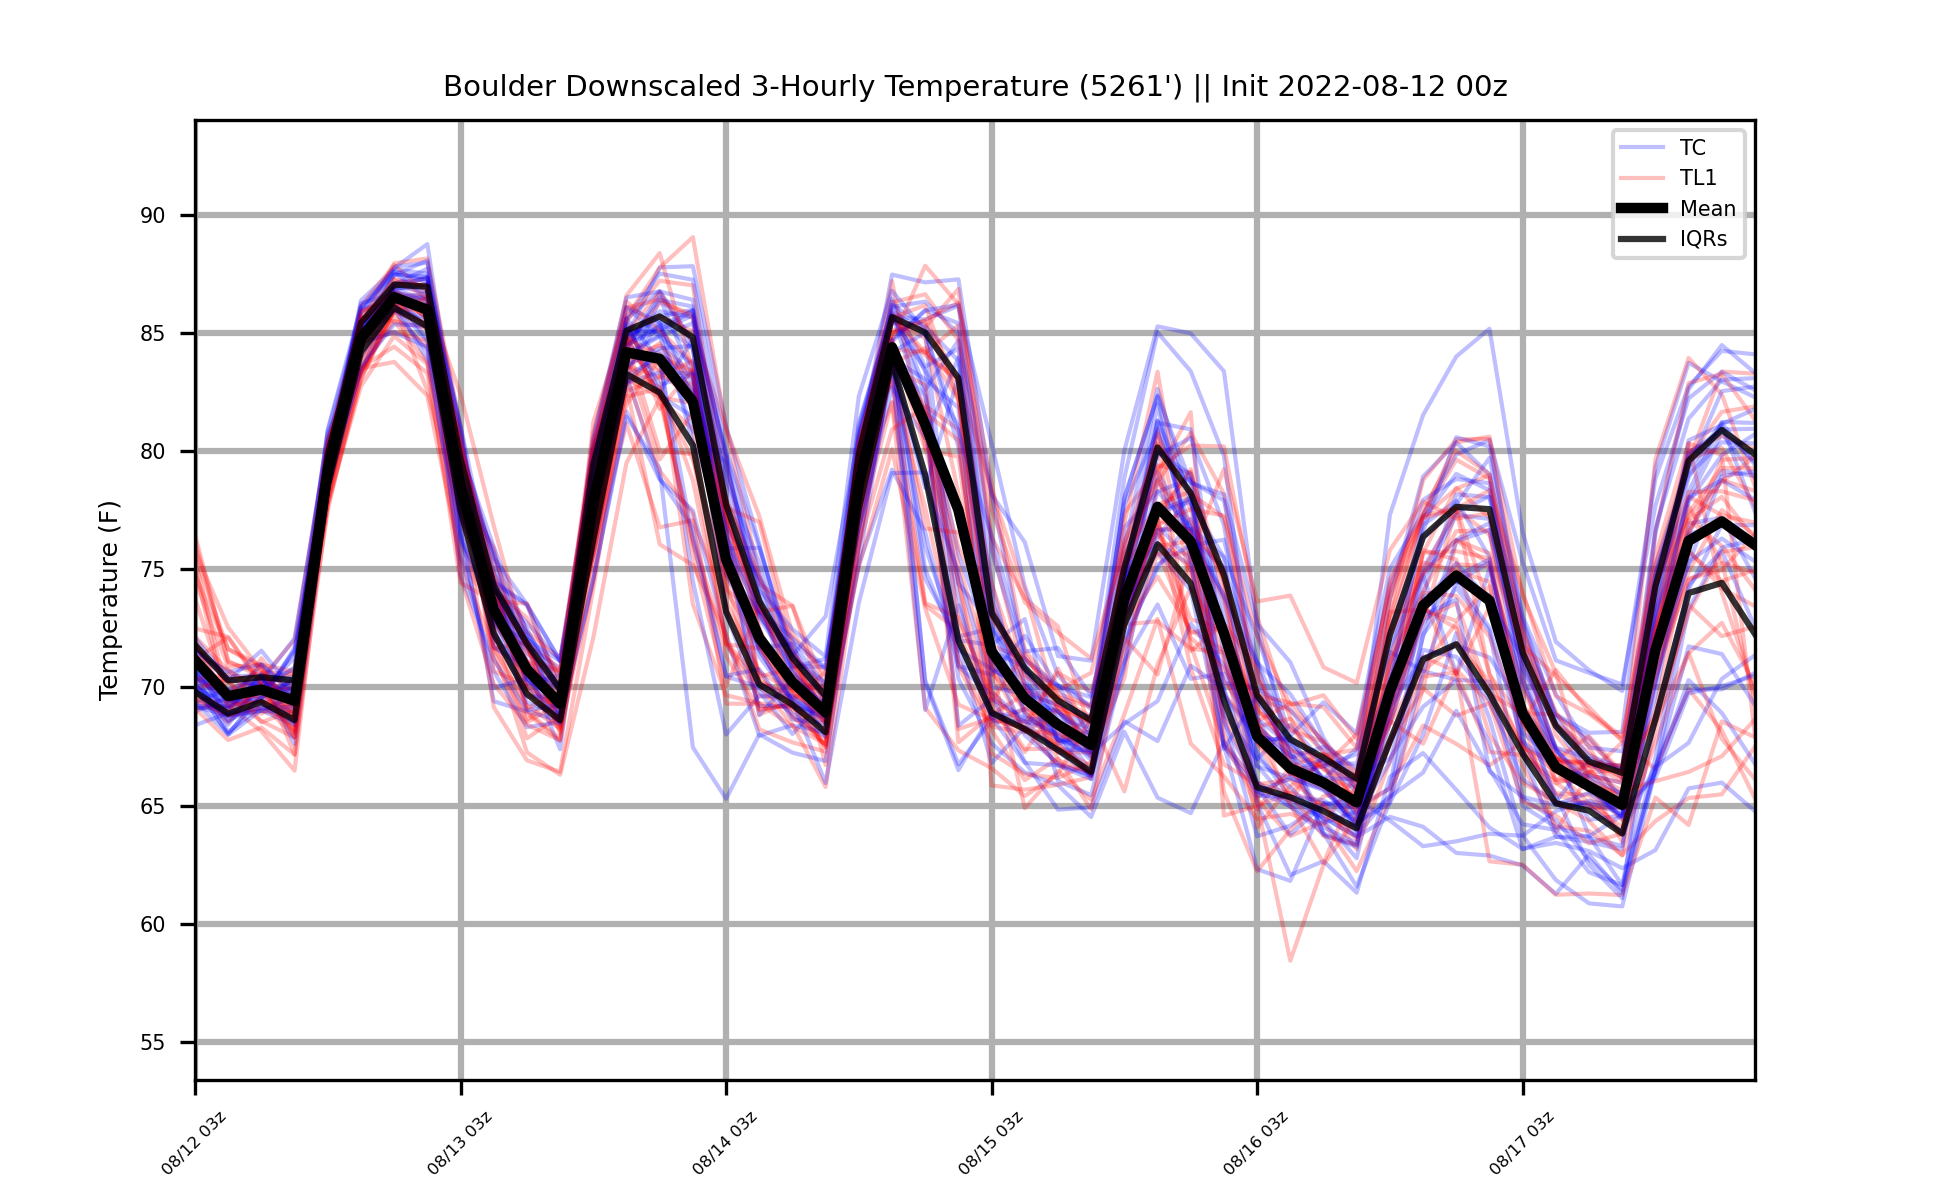 Boulder Downscaled 3-Hourly Temperature (5261') || Init 2022-08-12 00z
TC
TL1
Mean
IQRs
Temperature (F)
90
85
80
75
70
65
60
55
08/12 03z
08/13 03z
08/14 03z
08/15 03z
08/16 03z
08/17 03z